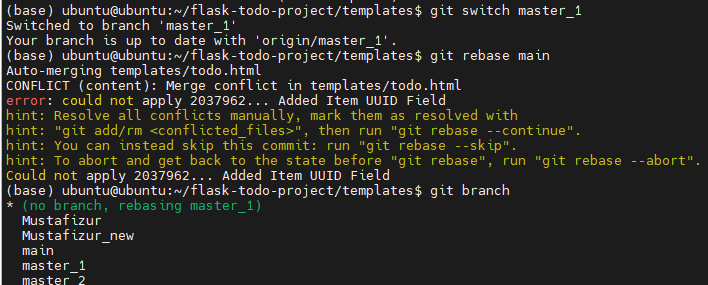 (base) ubuntu@ubuntu:~/flask-todo-project/templates$ git switch master_1
Switched to branch 'master_1'
Your branch is up to date with 'origin/master_1'.
(base) ubuntu@ubuntu:~/flask-todo-project/templates$ git rebase main
Auto-merging templates/todo.html
CONFLICT (content): Merge conflict in templates/todo.html
error: could not apply 2037962... Added Item UUID Field
hint: Resolve all conflicts manually, mark them as resolved with
hint: "git add/rm <conflicted_files>", then run "git rebase --continue".
hint: You can instead skip this commit: run "git rebase --skip".
hint: To abort and get back to the state before "git rebase", run "git rebase --abort".
Could not apply 2037962... Added Item UUID Field
(base) ubuntu@ubuntu:~/flask-todo-project/templates$ git branch
* (no branch, rebasing master_1)
  Mustafizur
  Mustafizur_new
  main
  master_1
  master_2